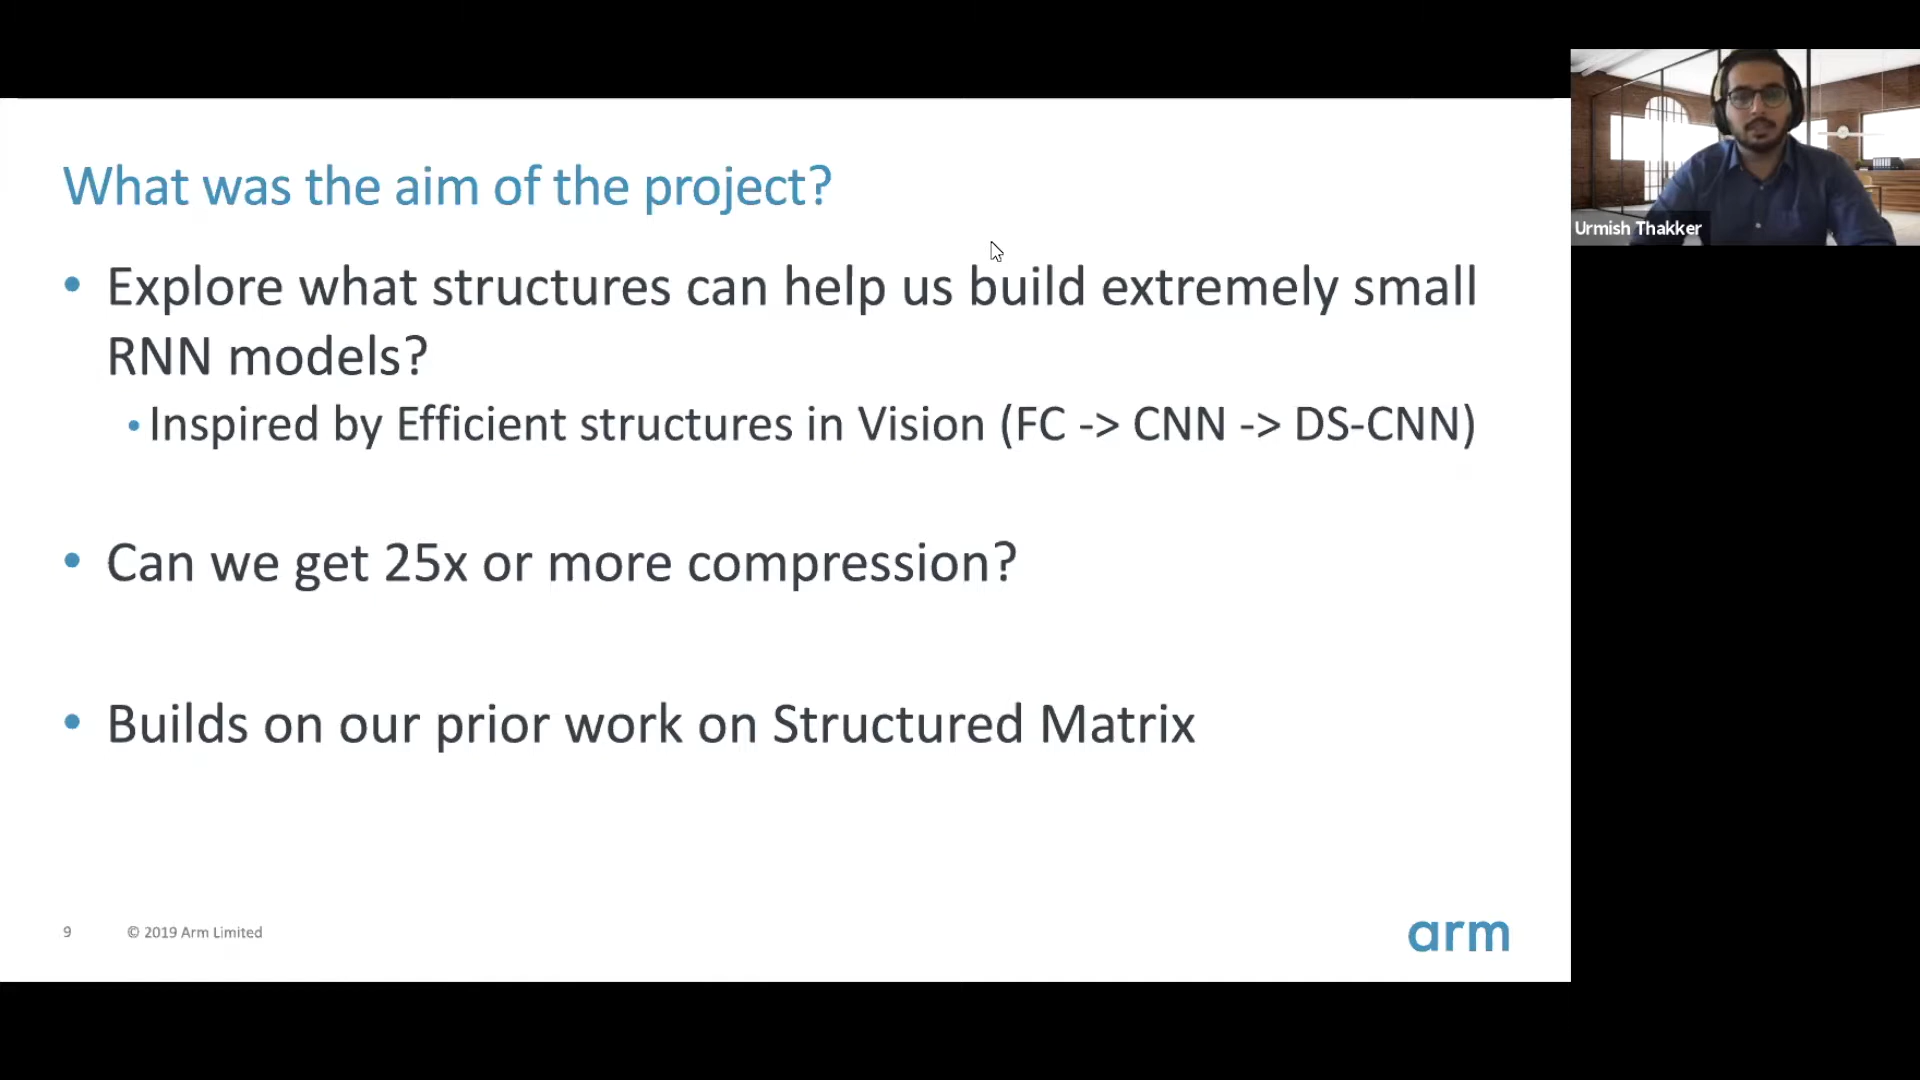 What was the aim of the project?
• Explore what structures can help us build extremely small
RNN models?
• Inspired by Efficient structures in Vision (FC -> CNN -> DS-CNN)
• Can we get 25x or more compression?
• Builds on our prior work on Structured Matrix
9 © 2019 Arm Limited
arm
Urmish Thakker